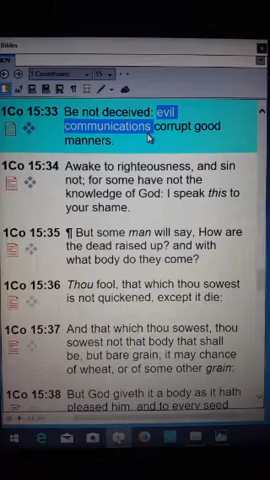 Bibles
KJV
1 Corinthians
15
1Co 15:33 Be not deceived: evil
communications corrupt good
manners.
1Co 15:34 Awake to righteousness, and sin
not; for some have not the
knowledge of God: I speak this to
your shame.
1Co 15:35 ¶ But some man will say, How are
the dead raised up? and with
what body do they come?
1Co 15:36 Thou fool, that which thou sowest
is not quickened, except it die:
1Co 15:37 And that which thou sowest, thou
sowest not that body that shall
be, but bare grain, it may chance
of wheat, or of some other grain:
1Co 15:38 But God giveth it a body as it hath
pleased him, and to every seed